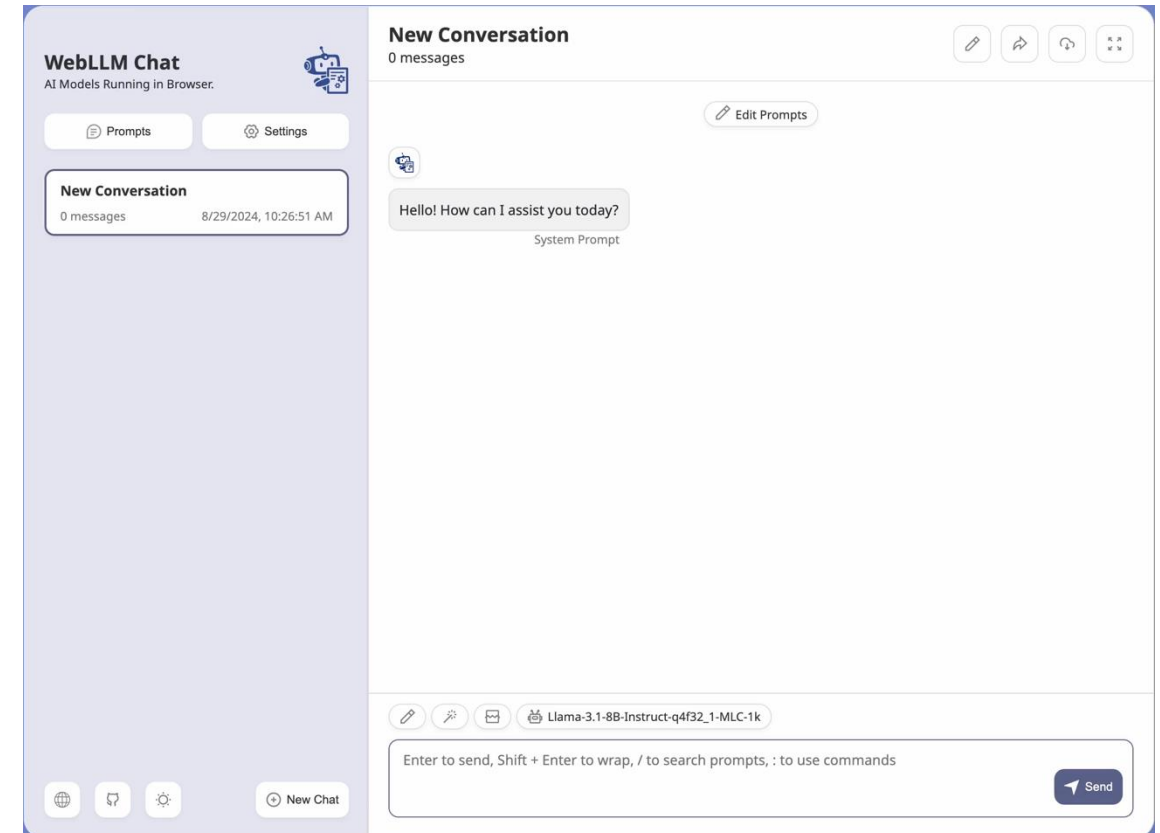 WebLLM Chat
AI Models Running in Browser.
Prompts
Settings
New Conversation
0 messages
8/29/2024, 10:26:51 AM
New Chat
New Conversation
0 messages
Edit Prompts
Hello! How can I assist you today?
System Prompt
Llama-3.1-8B-Instruct-q4f32_1-MLC-1k
Enter to send, Shift + Enter to wrap, / to search prompts, : to use commands
Send